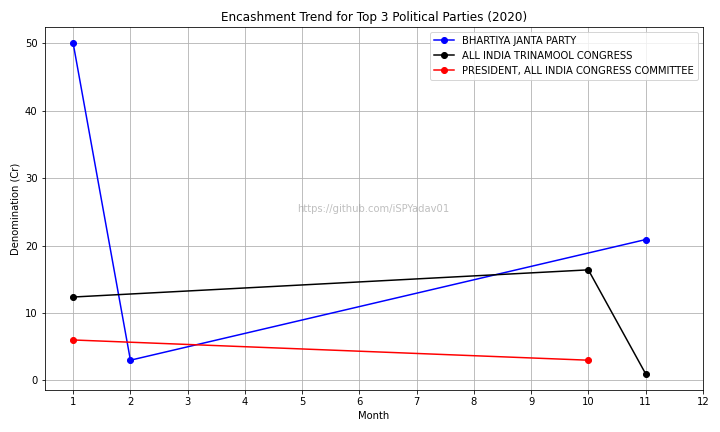 Encashment Trend for Top 3 Political Parties (2020)
BHARTIYA JANTA PARTY
ALL INDIA TRINAMOOL CONGRESS
PRESIDENT, ALL INDIA CONGRESS COMMITTEE
50
40
30
20
10
0
Denomination (Cr)
https://github.com/iSPYadav01
1 2 3 4 5 6 7 8 9 10 11 12
Month